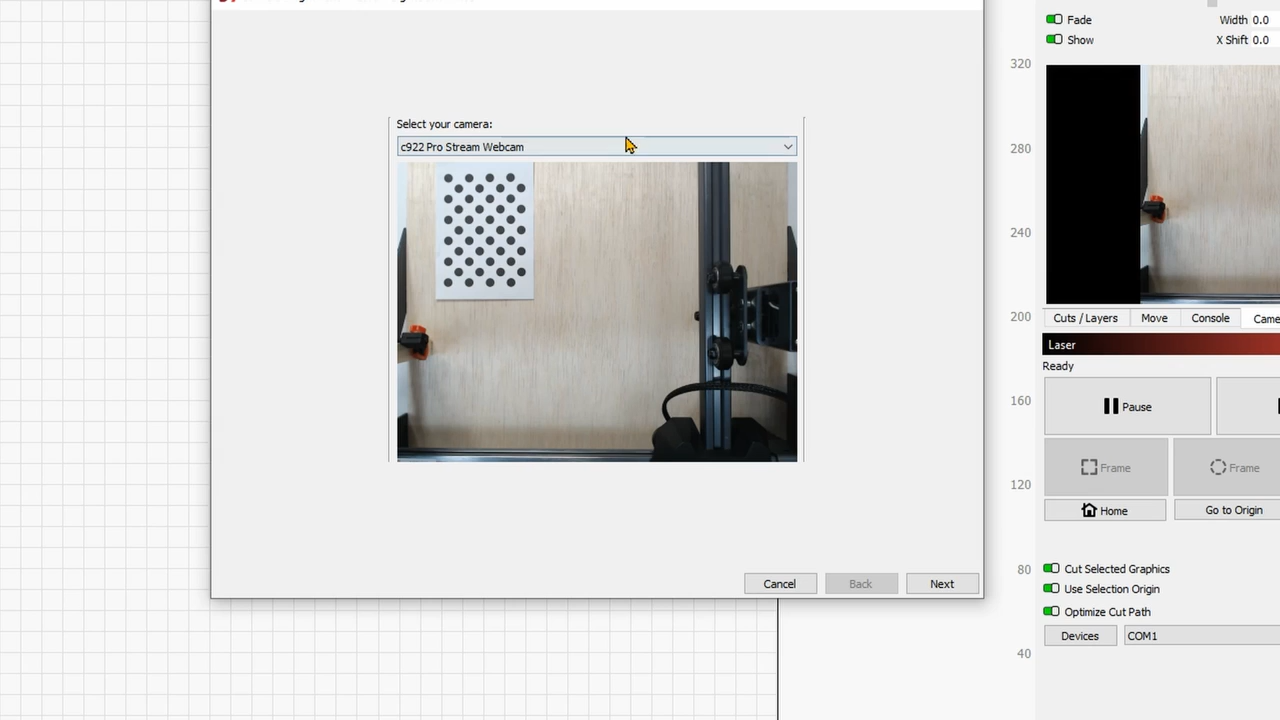 Fade
Width 0.0
Show
X Shift 0.0
320
Select your camera:
c922 Pro Stream Webcam
280
240
200
Cuts / Layers
Move
Console
Laser
Ready
160
Pause
Frame
Frame
120
Home
Go to Origin
80
Cut Selected Graphics
Cancel
Back
Next
Use Selection Origin
Optimize Cut Path
Devices
COM1
40